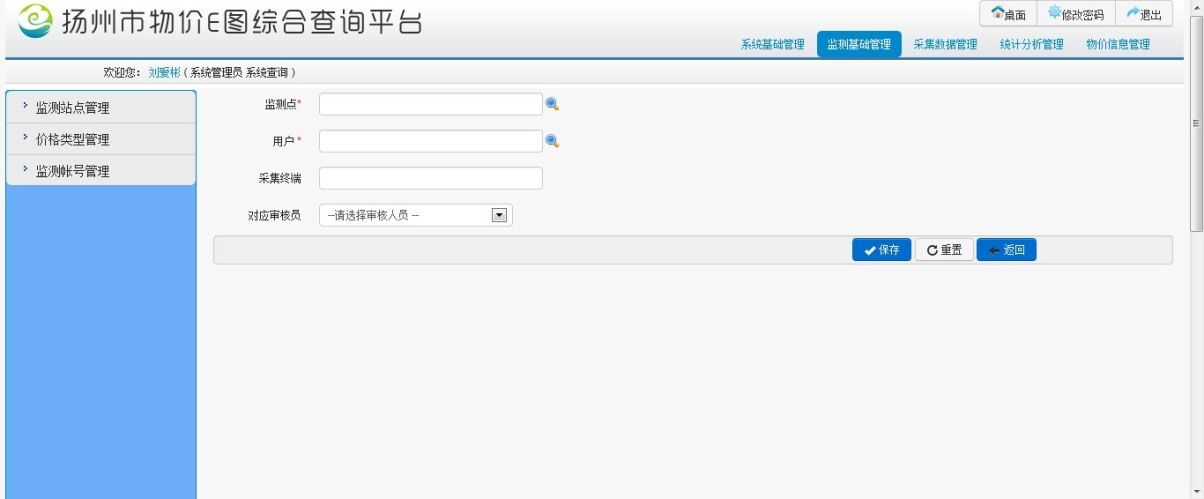 扬州市物价E图综合查询平台
桌面 修改密码 退出
系统基础管理 监测基础管理 采集数据管理 统计分析管理 物价信息管理
欢迎您: 刘爱彬 ( 系统管理员 系统查询 )
监测站点管理
价格类型管理
监测帐号管理
监测点*
用户 *
采集终端
对应审核员 --请选择审核人员 --
保存 重置 返回